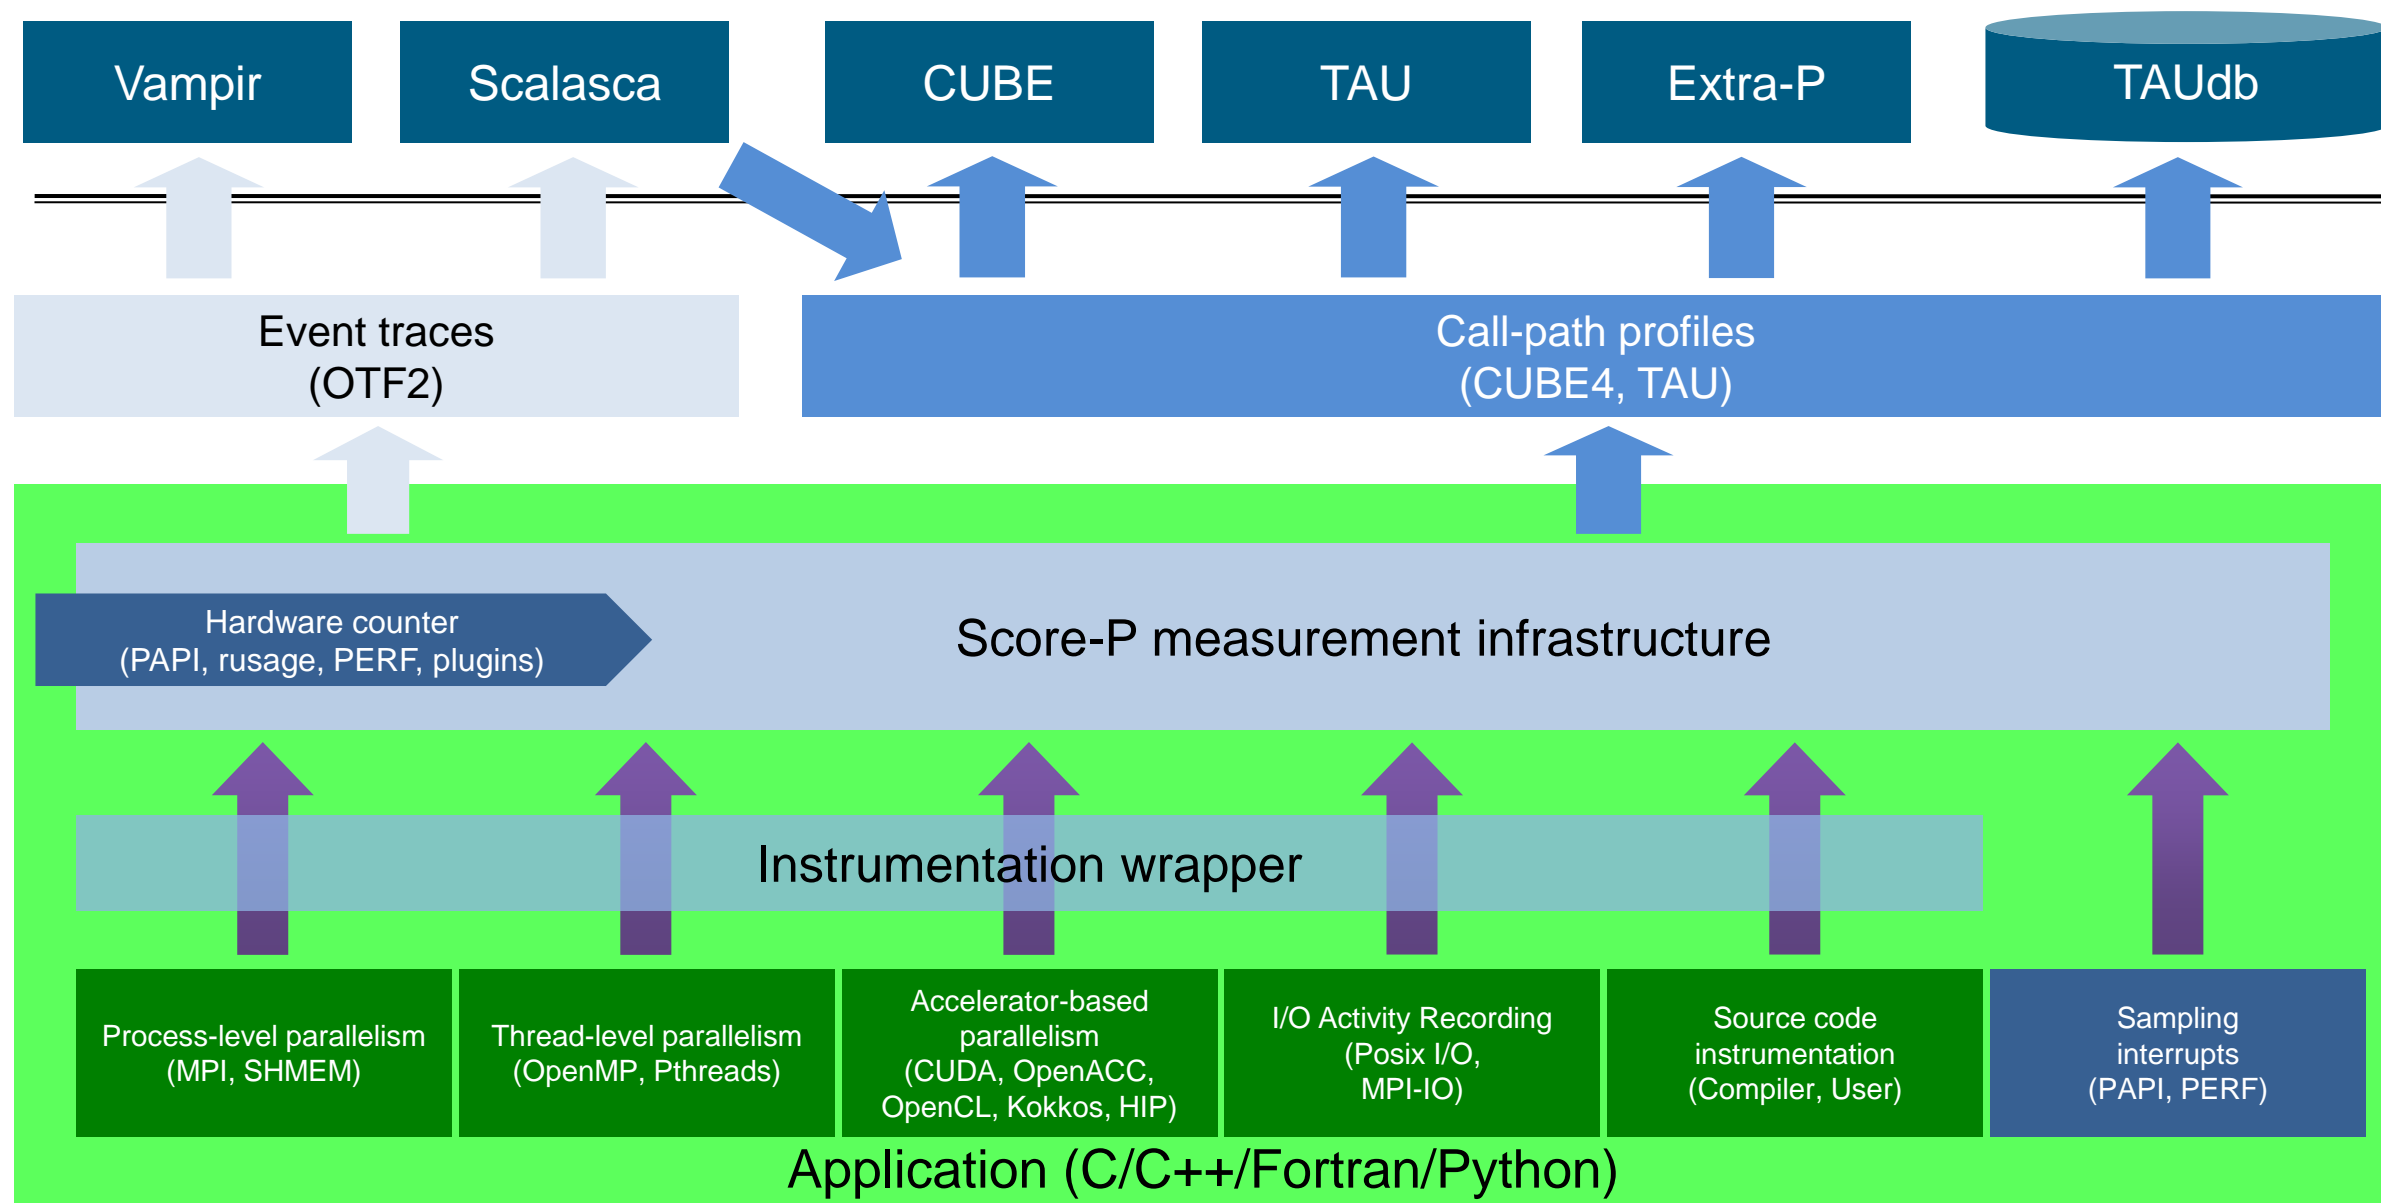 Vampir
Scalasca
CUBE
TAU
Extra-P
TAUdb
Event traces
(OTF2)
Call-path profiles
(CUBE4, TAU)
Hardware counter
(PAPI, rusage, PERF, plugins)
Score-P measurement infrastructure
Instrumentation wrapper
Process-level parallelism
(MPI, SHMEM)
Thread-level parallelism
(OpenMP, Pthreads)
Accelerator-based
parallelism
(CUDA, OpenACC,
OpenCL, Kokkos, HIP)
I/O Activity Recording
(Posix I/O,
MPI-IO)
Source code
instrumentation
(Compiler, User)
Sampling
interrupts
(PAPI, PERF)
Application (C/C++/Fortran/Python)